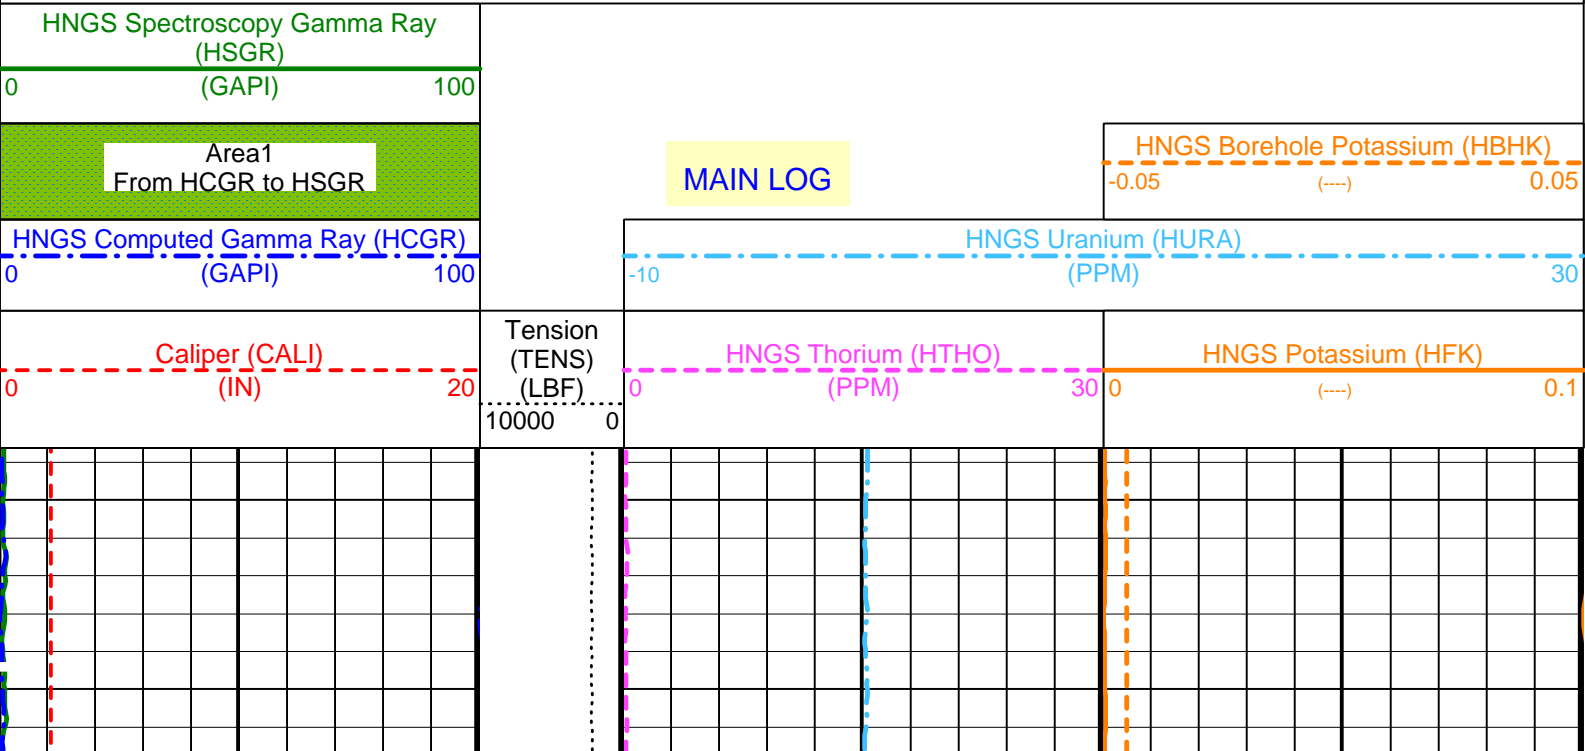 HNGS Spectroscopy Gamma Ray
(HSGR)
0 (GAPI) 100
Area1
From HCGR to HSGR
MAIN LOG
HNGS Borehole Potassium (HBHK)
-0.05 (----) 0.05
HNGS Computed Gamma Ray (HCGR)
0 (GAPI) 100
HNGS Uranium (HURA)
-10 (PPM) 30
Caliper (CALI)
0 (IN) 20
Tension
(TENS)
(LBF)
10000 0
HNGS Thorium (HTHO)
0 (PPM) 30
HNGS Potassium (HFK)
0 (----) 0.1